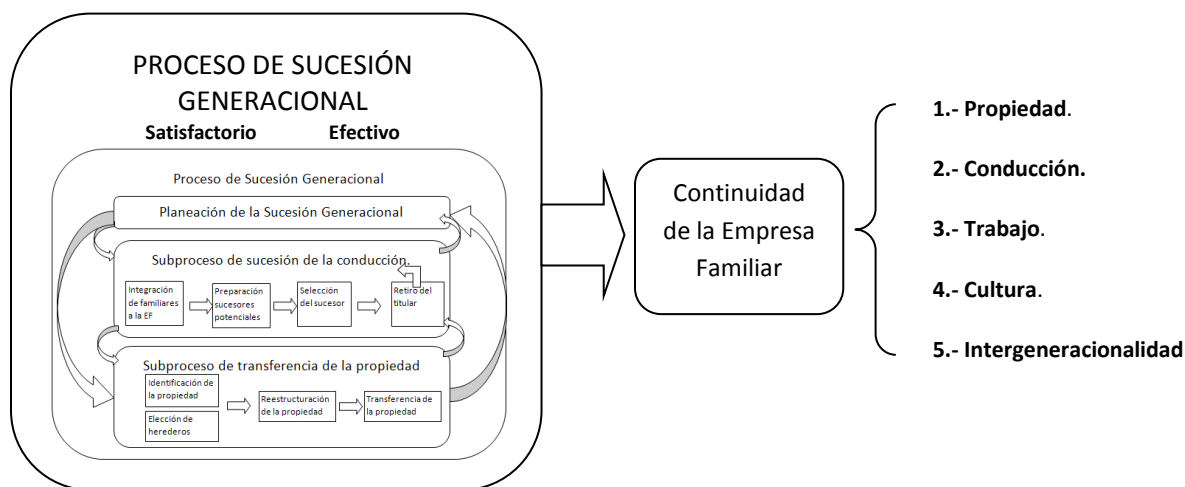 PROCESO DE SUCESIÓN
GENERACIONAL
Satisfactorio Efectivo
Proceso de Sucesión Generacional
Planeación de la Sucesión Generacional
Subproceso de sucesión de la conducción.
Integración
de familiares
a la EF
Preparación
sucesores
potenciales
Selección
del sucesor
Retiro del
titular
Subproceso de transferencia de la propiedad
Identificación de
la propiedad
Elección de
herederos
Reestructuración
de la propiedad
Transferencia de
la propiedad
Continuidad
de la Empresa
Familiar
1.- Propiedad.
2.- Conducción.
3.- Trabajo.
4.- Cultura.
5.- Intergeneracionalidad